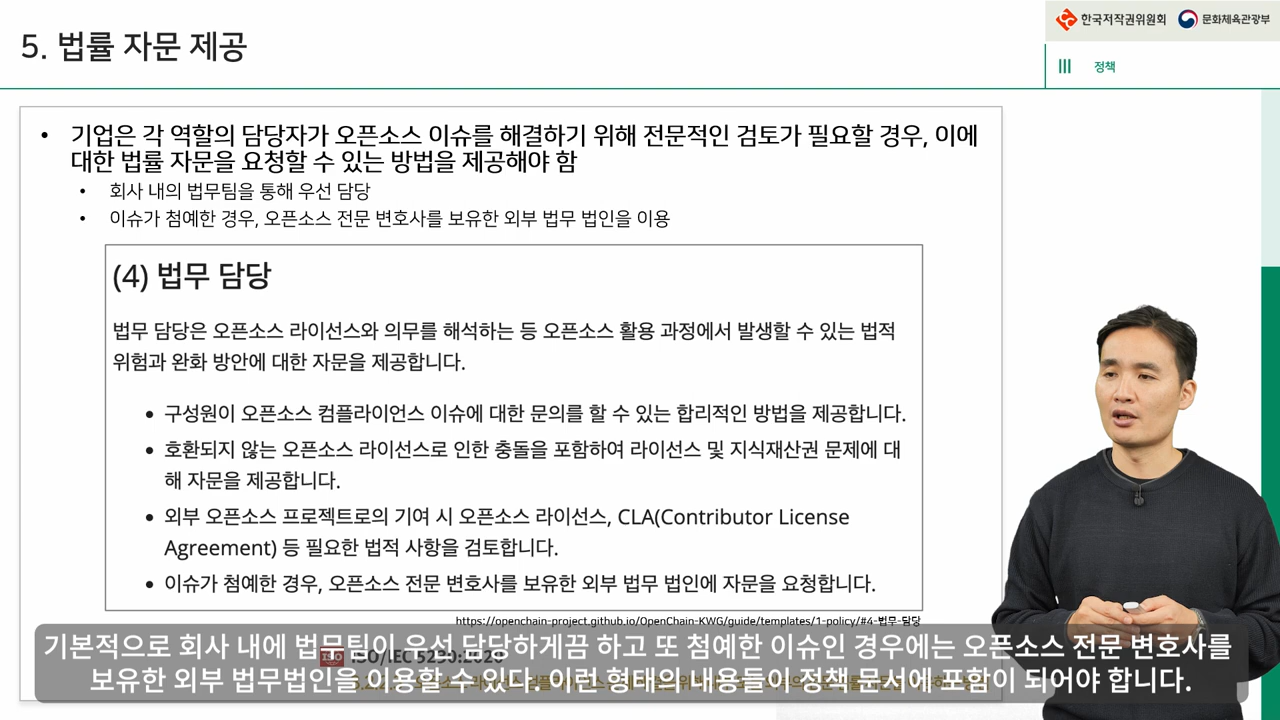 5. 법률 자문 제공
한국저작권위원회
문화체육관광부
III 정책
• 기업은 각 역할의 담당자가 오픈소스 이슈를 해결하기 위해 전문적인 검토가 필요할 경우, 이에
대한 법률 자문을 요청할 수 있는 방법을 제공해야 함
• 회사 내의 법무팀을 통해 우선 담당
• 이슈가 첨예한 경우, 오픈소스 전문 변호사를 보유한 외부 법무 법인을 이용
(4) 법무 담당
법무 담당은 오픈소스 라이선스와 의무를 해석하는 등 오픈소스 활용 과정에서 발생할 수 있는 법적
위험과 완화 방안에 대한 자문을 제공합니다.
• 구성원이 오픈소스 컴플라이언스 이슈에 대한 문의를 할 수 있는 합리적인 방법을 제공합니다.
• 호환되지 않는 오픈소스 라이선스로 인한 충돌을 포함하여 라이선스 및 지식재산권 문제에 대
해 자문을 제공합니다.
• 외부 오픈소스 프로젝트로의 기여 시 오픈소스 라이선스, CLA(Contributor License
Agreement) 등 필요한 법적 사항을 검토합니다.
• 이슈가 첨예한 경우, 오픈소스 전문 변호사를 보유한 외부 법무 법인에 자문을 요청합니다.
https://openchain-project.github.io/OpenChain-KWG/guide/templates/1-policy/#4-법무-담당
ISO/IEC 5230:2020
기본적으로 회사 내에 법무팀이 우선 담당하게끔 하고 또 첨예한 이슈인 경우에는 오픈소스 전문 변호사를
보유한 외부 법무법인을 이용할 수 있다. 이런 형태의 내용들이 정책 문서에 포함이 되어야 합니다.